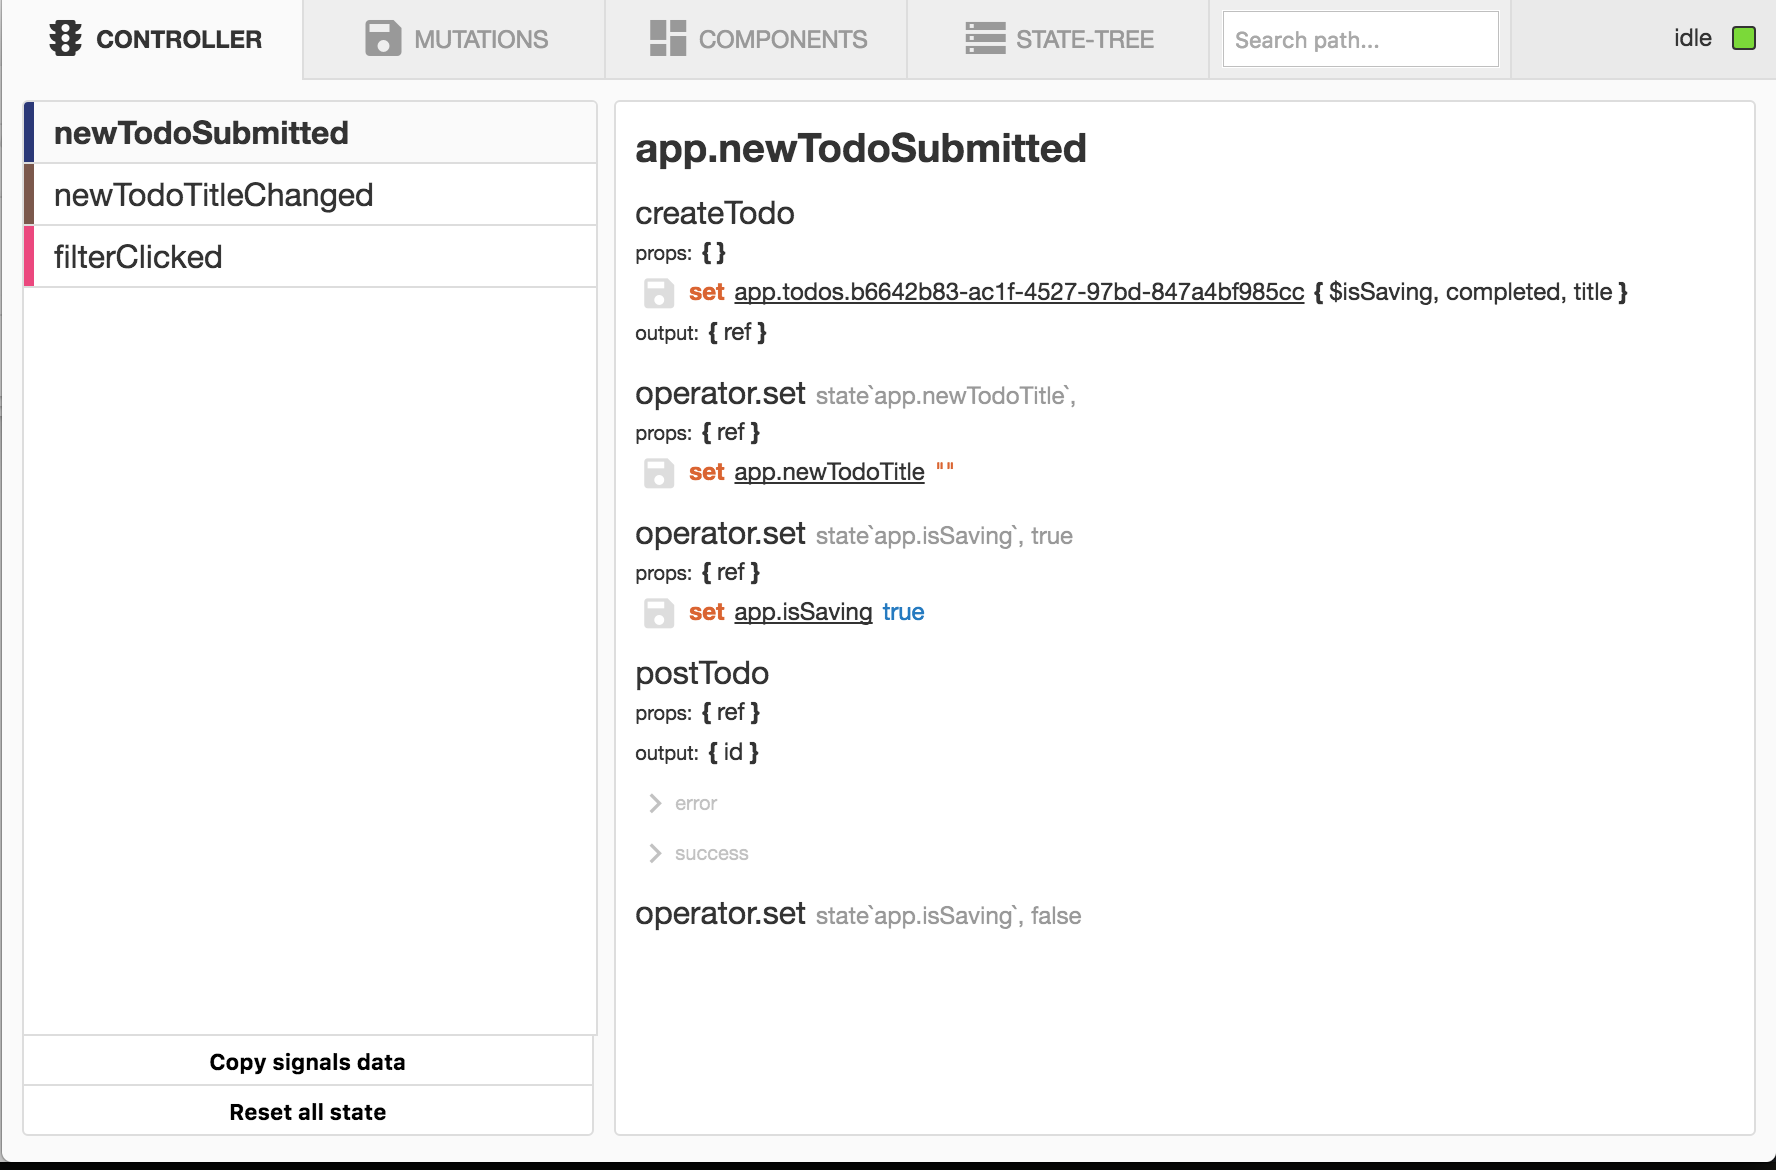 CONTROLLER
MUTATIONS
COMPONENTS
STATE-TREE
Search path...
idle
newTodoSubmitted
newTodoTitleChanged
filterClicked
Copy signals data
Reset all state
app.newTodoSubmitted
createTodo
props: { }
set app.todos.b6642b83-ac1f-4527-97bd-847a4bf985cc { $isSaving, completed, title }
output: { ref }
operator.set state`app.newTodoTitle`,
props: { ref }
set app.newTodoTitle ""
operator.set state`app.isSaving`, true
props: { ref }
set app.isSaving true
postTodo
props: { ref }
output: { id }
error
success
operator.set state`app.isSaving`, false